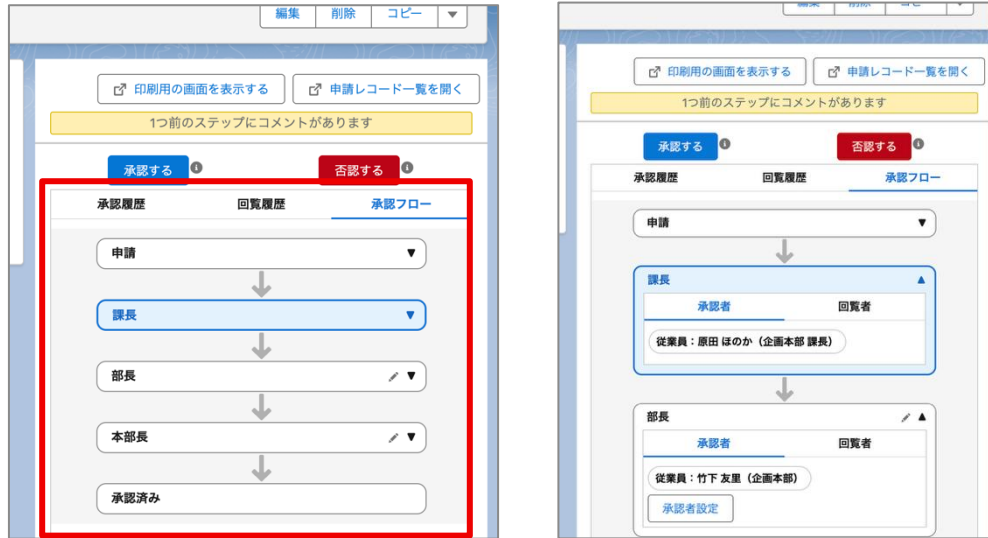 編集 削除 コピー ▼
印刷用の画面を表示する 申請レコード一覧を開く
1つ前のステップにコメントがあります
承認する 否認する
承認履歴 回覧履歴 承認フロー
申請 ▼
課長 ▼
部長 ▼
本部長 ▼
承認済み
編集 削除 コピー
印刷用の画面を表示する 申請レコード一覧を開く
1つ前のステップにコメントがあります
承認する 否認する
承認履歴 回覧履歴 承認フロー
申請 ▼
課長 ▲
承認者 回覧者
従業員：原田 ほのか（企画本部 課長）
部長 ▲
承認者 回覧者
従業員：竹下 友里（企画本部）
承認者設定